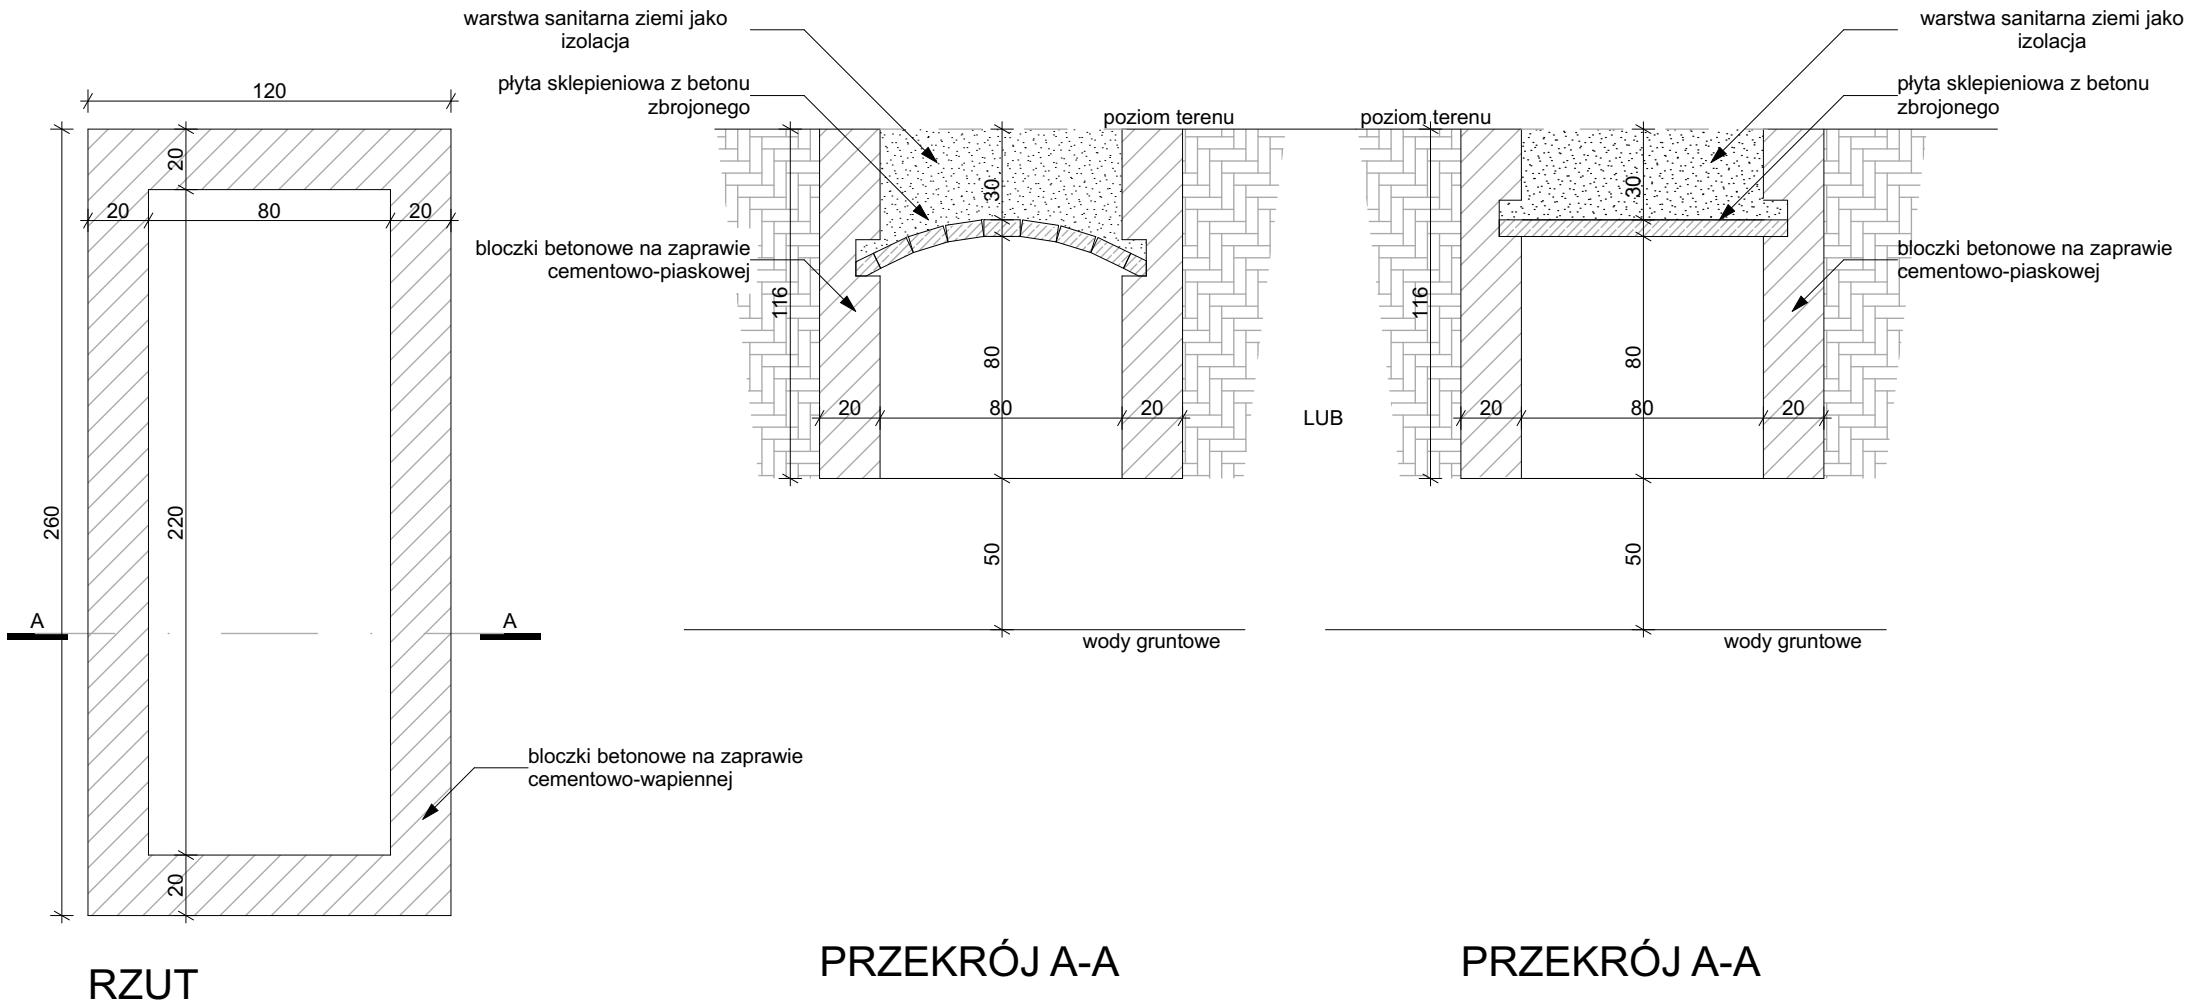 120
20
20
80
20
260
220
A
A
bloczki betonowe na zaprawie
cementowo-wapiennej
20
RZUT
warstwa sanitarna ziemi jako
izolacja
płyta sklepieniowa z betonu
zbrojonego
poziom terenu
30
bloczki betonowe na zaprawie
cementowo-piaskowej
116
80
20
80
20
50
wody gruntowe
PRZEKRÓJ A-A
LUB
warstwa sanitarna ziemi jako
izolacja
płyta sklepieniowa z betonu
zbrojonego
poziom terenu
30
bloczki betonowe na zaprawie
cementowo-piaskowej
116
80
20
80
20
50
wody gruntowe
PRZEKRÓJ A-A